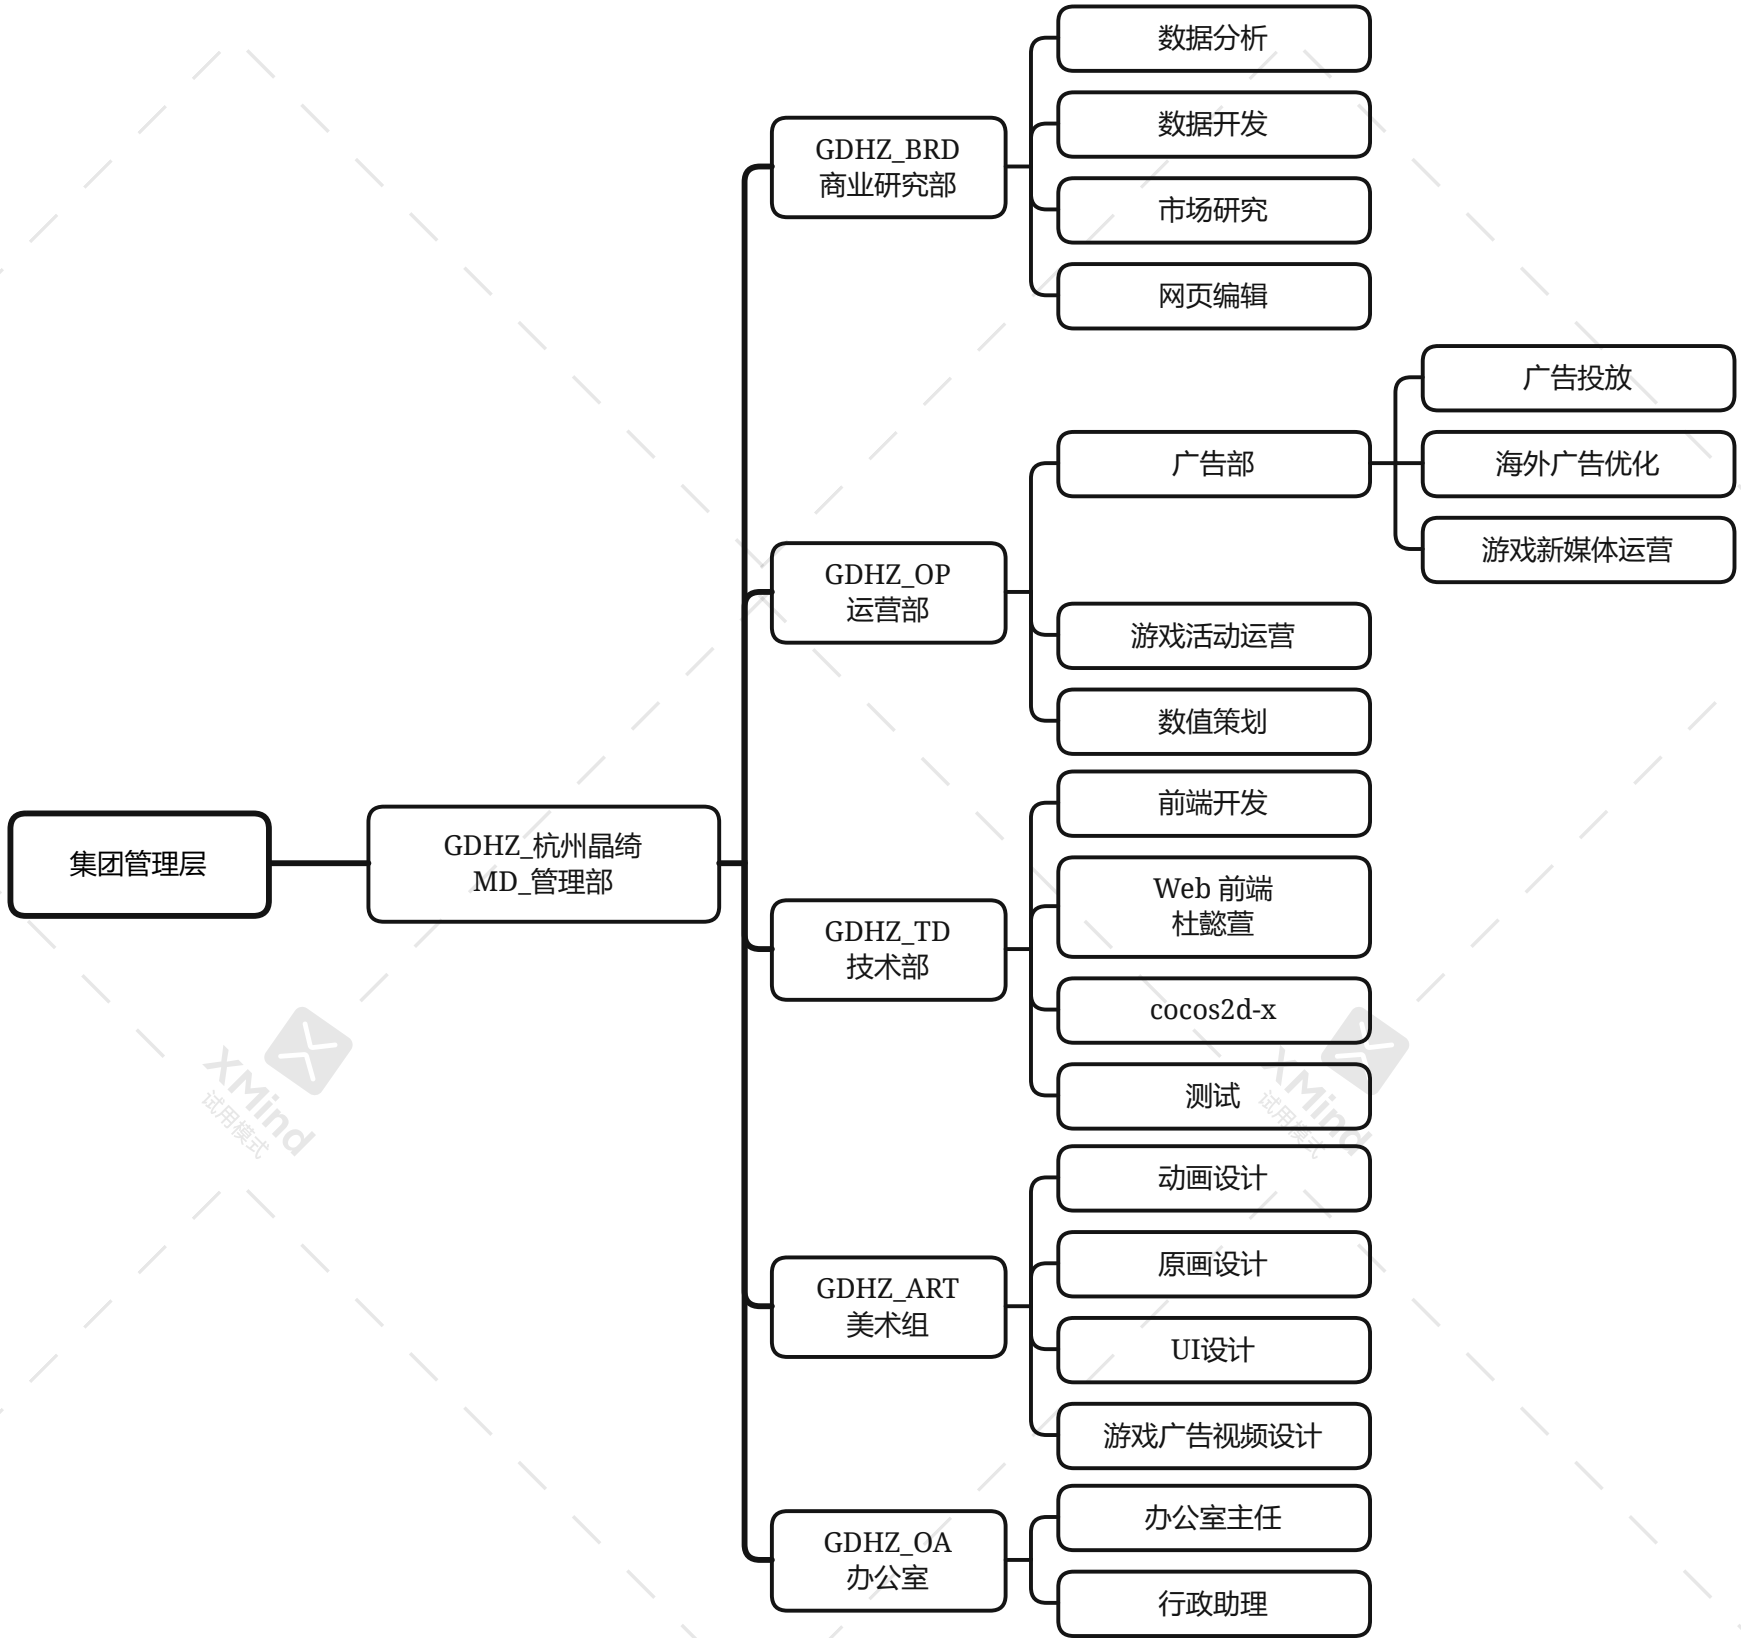 集团管理层
GDHZ_杭州晶绮
MD_管理部
GDHZ_BRD
商业研究部
数据分析
数据开发
市场研究
网页编辑
GDHZ_OP
运营部
广告部
广告投放
海外广告优化
游戏新媒体运营
游戏活动运营
数值策划
GDHZ_TD
技术部
前端开发
Web 前端
杜懿萱
cocos2d-x
测试
GDHZ_ART
美术组
动画设计
原画设计
UI设计
游戏广告视频设计
GDHZ_OA
办公室
办公室主任
行政助理
XMind
试用模式
XMind
试用模式